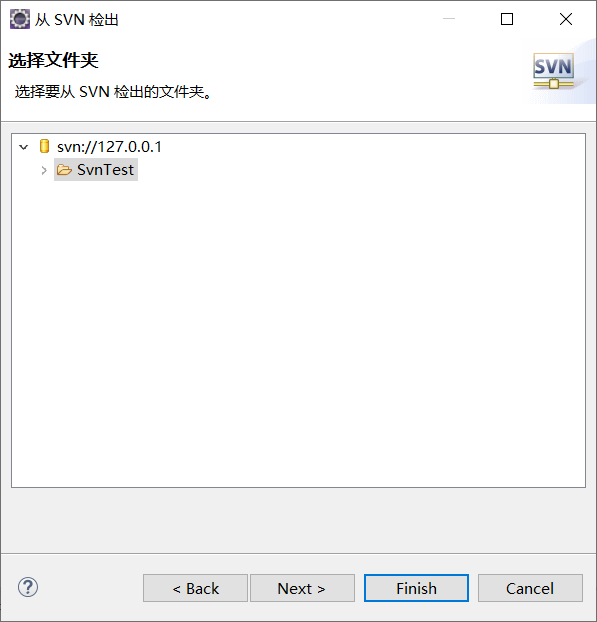 从 SVN 检出
选择文件夹
选择要从 SVN 检出的文件夹。
SVN
svn://127.0.0.1
SvnTest
?
< Back
Next >
Finish
Cancel